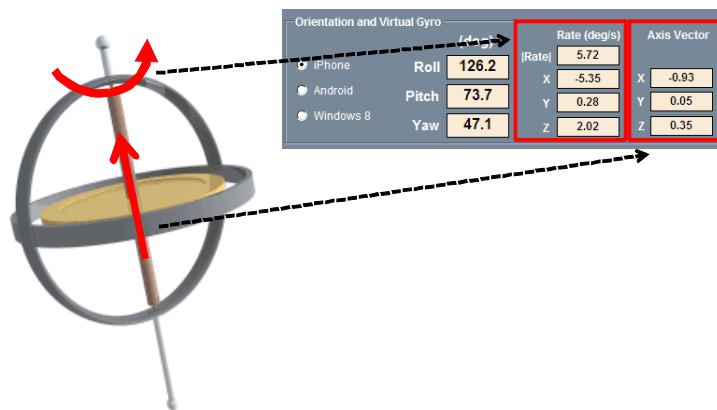 Orientation and Virtual Gyro
(deg)
Rate (deg/s)
Axis Vector
iPhone
Android
Windows 8
Roll 126.2
Pitch 73.7
Yaw 47.1
|Rate| 5.72
X -5.35
Y 0.28
Z 2.02
X -0.93
Y 0.05
Z 0.35